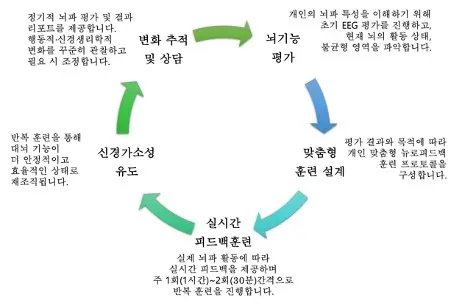 정기적 뇌파 평가 및 결과
리포트를 제공합니다.
행동적·신경생리학적
변화를 꾸준히 관찰하고
필요 시 조정합니다.
변화 추적
및 상담
뇌기능
평가
개인의 뇌파 특성을 이해하기 위해
초기 EEG 평가를 진행하고,
현재 뇌의 활동 상태,
불균형 영역을 파악합니다.
맞춤형
훈련 설계
평가 결과와 목적에 따라
개인 맞춤형 뉴로피드백
훈련 프로토콜을
구성합니다.
실시간
피드백훈련
실제 뇌파 활동에 따라
실시간 피드백을 제공하며
주 1회(1시간)~2회(30분)간격으로
반복 훈련을 진행합니다.
신경가소성
유도
반복 훈련을 통해
대뇌 기능이
더 안정적이고
효율적인 상태로
재조직됩니다.